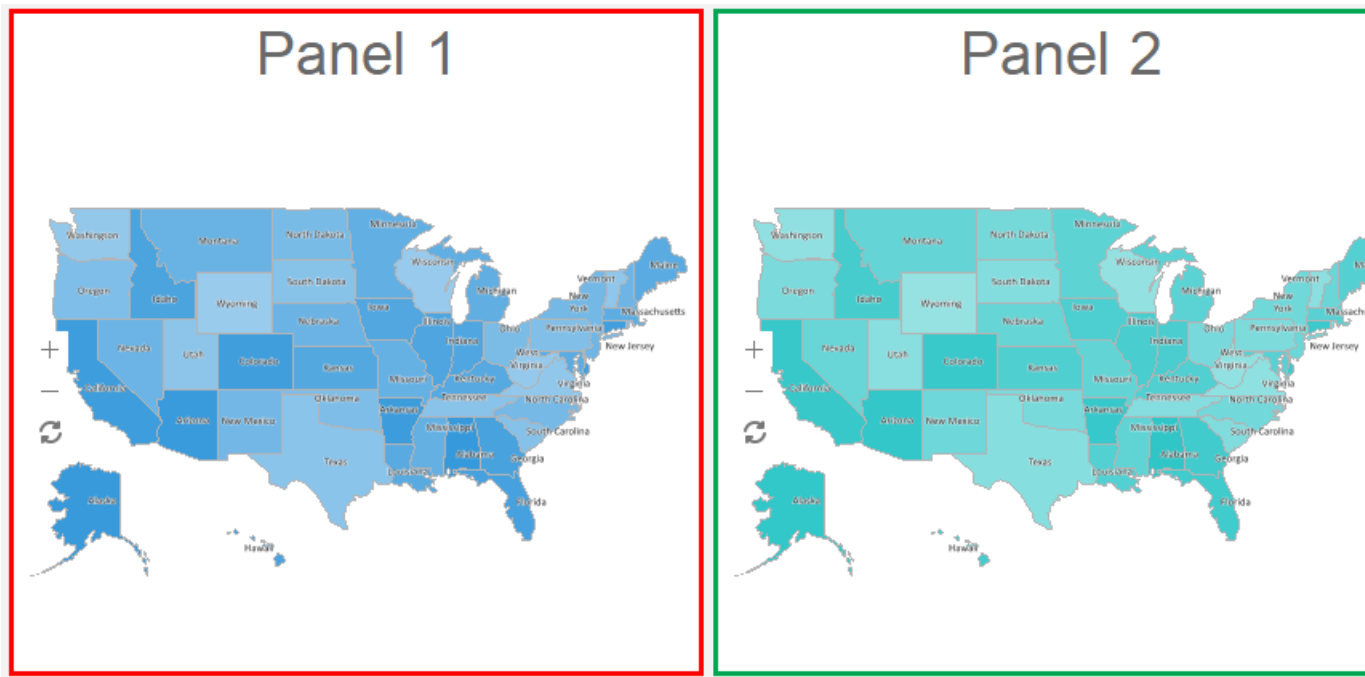 Panel 1
Minnesota
Washington
North Dakota
Montana
Wisconsin
Maine
South Dakota
Oregon
Michigan
Idaho
New
York
Wyoming
Iowa
Massachusetts
Nebraska
Illinois
Ohio
Pennsylvania
Indiana
New Jersey
Nevada
Utah
West
Virginia
Colorado
Kansas
Missouri
Kentucky
Virginia
California
Oklahoma
Tennessee
North Carolina
Arkansas
Arizona
New Mexico
Mississippi
South Carolina
Alabama
Georgia
Texas
Louisiana
Alaska
Florida
Hawaii
Panel 2
Minnesota
Washington
North Dakota
Montana
Wisconsin
M
South Dakota
Vermont
Oregon
Michigan
Idaho
New
York
Wyoming
Iowa
Massach
Nebraska
Illinois
Ohio
Pennsylvania
Indiana
New Jersey
Nevada
Utah
West
Virginia
Colorado
Kansas
Missouri
Kentucky
Virginia
California
Oklahoma
Tennessee
North Carolina
Arkansas
Arizona
New Mexico
Mississippi
South Carolina
Alabama
Georgia
Texas
Louisiana
Alaska
Florida
Hawaii
Vermont